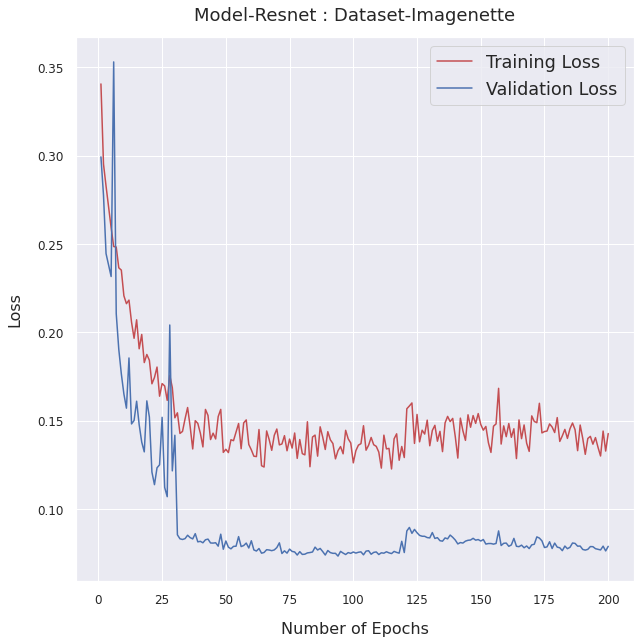 Model-Resnet : Dataset-Imagenette
Training Loss
Validation Loss
Loss
0.35
0.30
0.25
0.20
0.15
0.10
0 25 50 75 100 125 150 175 200
Number of Epochs